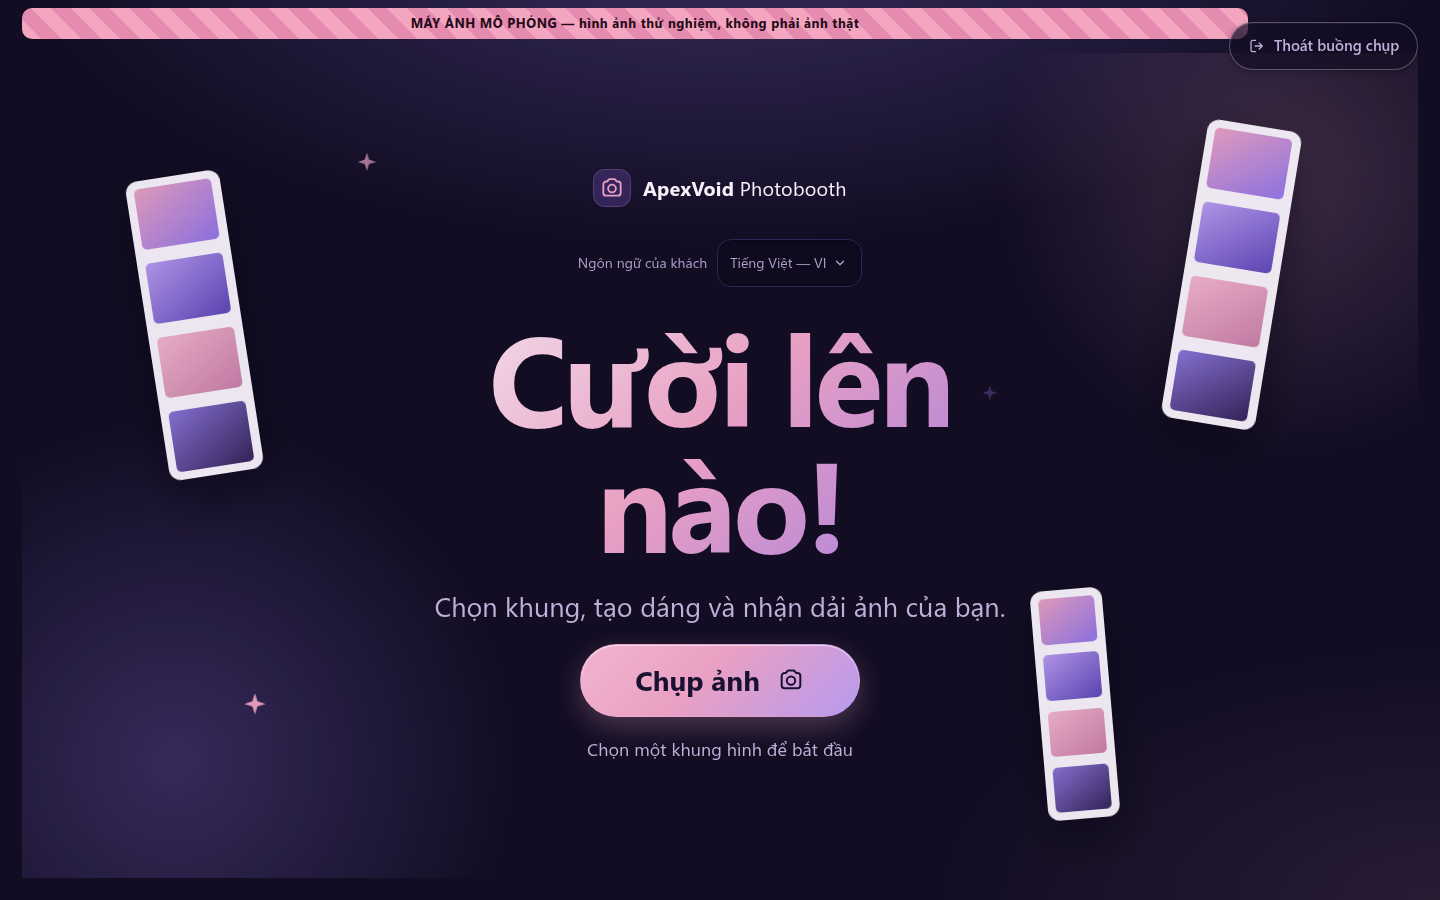 MÁY ẢNH MÔ PHỎNG — hình ảnh thử nghiệm, không phải ảnh thật
Thoát buồng chụp
ApexVoid Photobooth
Ngôn ngữ của khách
Tiếng Việt — VI
Cười lên
nào!
Chọn khung, tạo dáng và nhận dải ảnh của bạn.
Chụp ảnh
Chọn một khung hình để bắt đầu